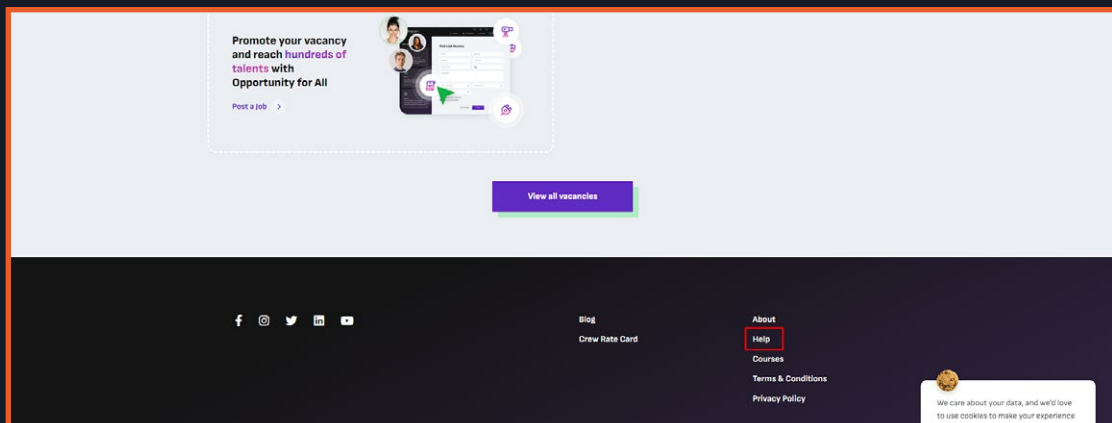 Promote your vacancy
and reach hundreds of
talents with
Opportunity for All
Post a job
View all vacancies
Blog
Crew Rate Card
About
Help
Courses
Terms & Conditions
Privacy Policy
We care about your data, and we'd love
to use cookies to make your experience